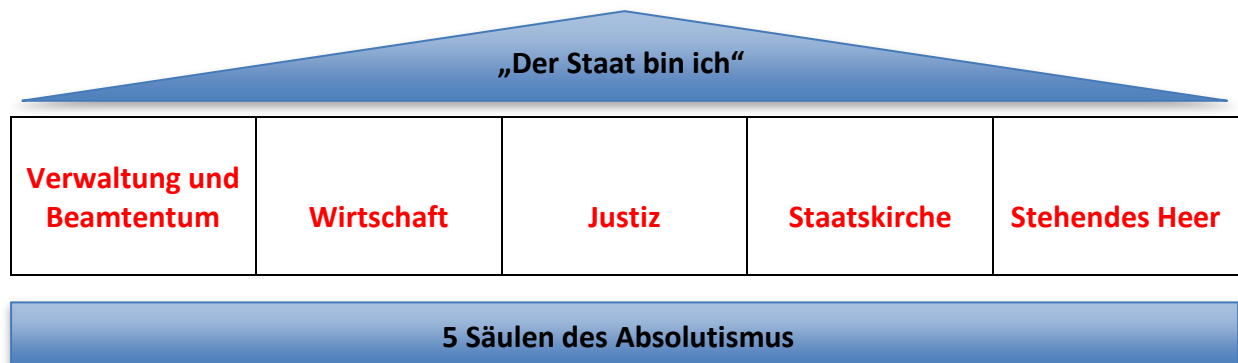 „Der Staat bin ich“
Verwaltung und
Beamtentum
Wirtschaft
Justiz
Staatskirche
Stehendes Heer
5 Säulen des Absolutismus